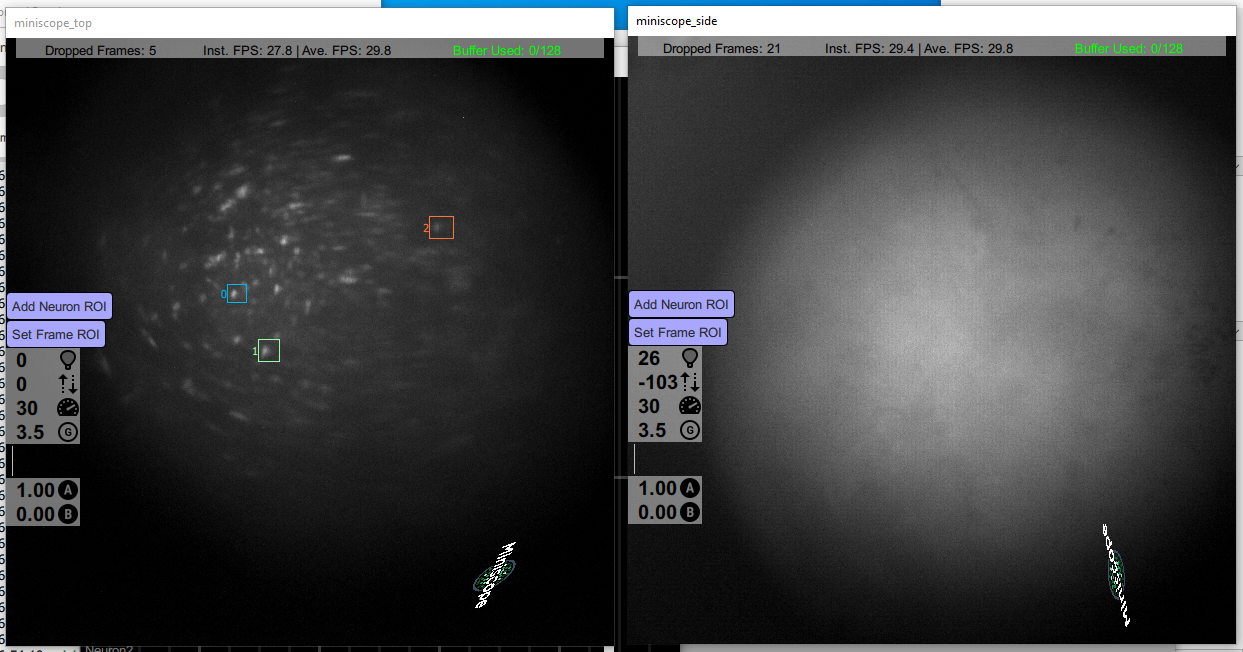 miniscope_top
Dropped Frames: 5 Inst. FPS: 27.8 | Ave. FPS: 29.8 Buffer Used: 0/128
2
0
1
Add Neuron ROI
Set Frame ROI
0
0
30
3.5 G
1.00 A
0.00 B
Miniscope
miniscope_side
Dropped Frames: 21 Inst. FPS: 29.4 | Ave. FPS: 29.8 Buffer Used: 0/128
Add Neuron ROI
Set Frame ROI
26
-103
30
3.5 G
1.00 A
0.00 B
Neuron2